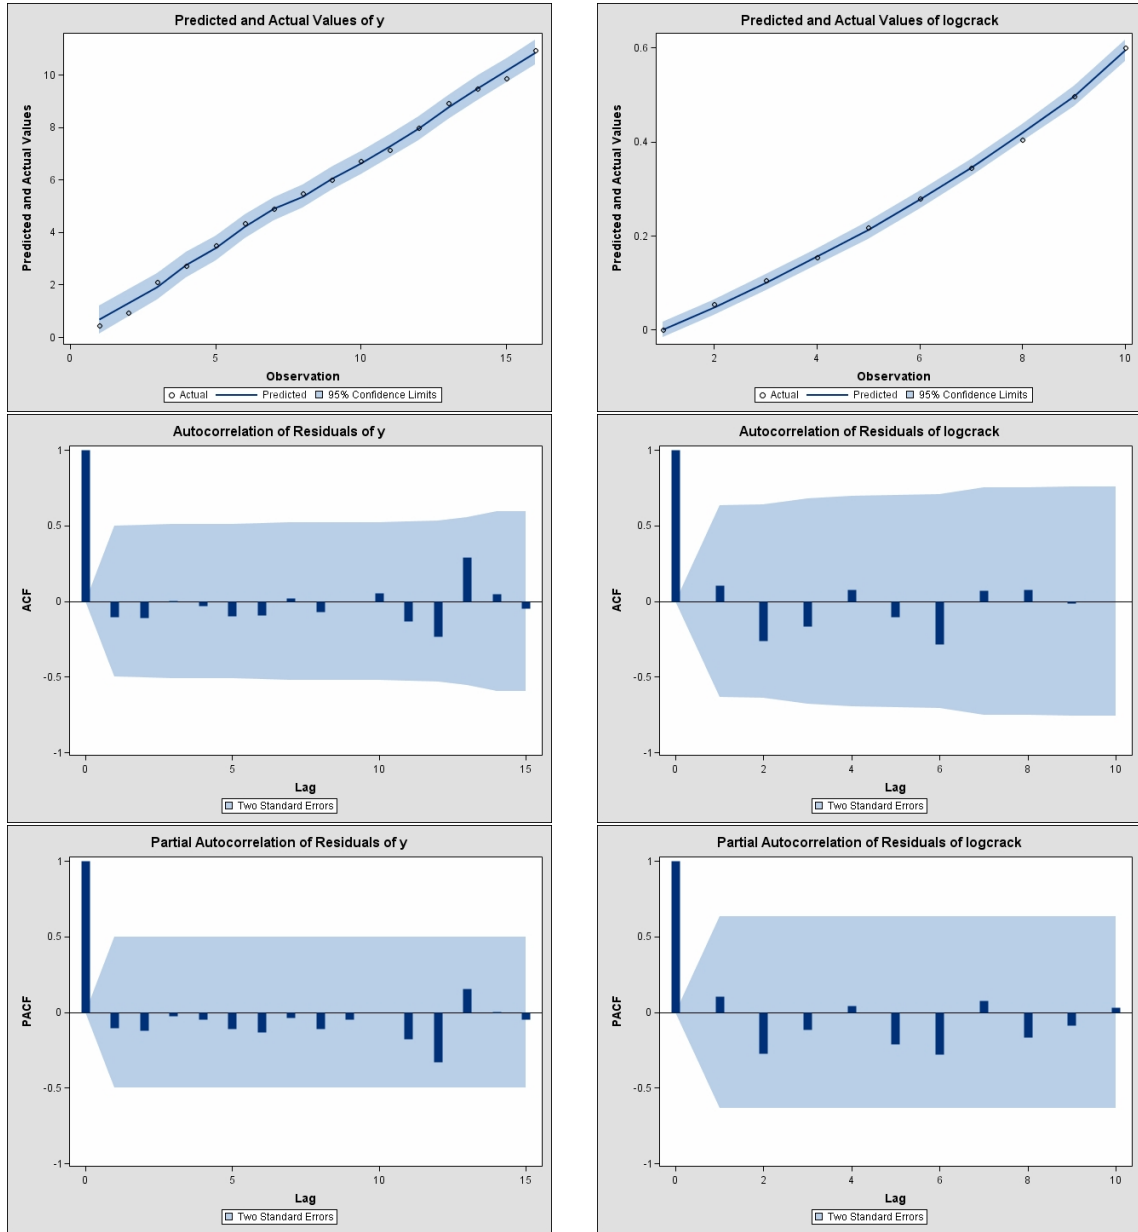 Predicted and Actual Values of y
Predicted and Actual Values
10
8
6
4
2
0
0 5 10 15
Observation
Actual Predicted 95% Confidence Limits
Predicted and Actual Values of logcrack
Predicted and Actual Values
0.6
0.4
0.2
0
2 4 6 8 10
Observation
Actual Predicted 95% Confidence Limits
Autocorrelation of Residuals of y
ACF
1
0.5
0
-0.5
-1
0 5 10 15
Lag
Two Standard Errors
Autocorrelation of Residuals of logcrack
ACF
1
0.5
0
-0.5
-1
0 2 4 6 8 10
Lag
Two Standard Errors
Partial Autocorrelation of Residuals of y
PACF
1
0.5
0
-0.5
-1
0 5 10 15
Lag
Two Standard Errors
Partial Autocorrelation of Residuals of logcrack
PACF
1
0.5
0
-0.5
-1
0 2 4 6 8 10
Lag
Two Standard Errors